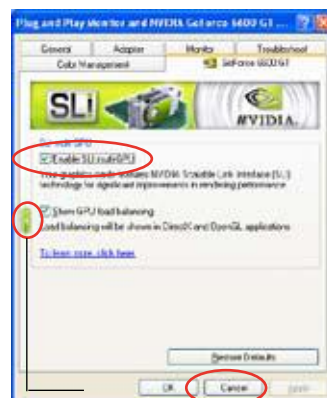 Plug and Play Monitor and NVIDIA GeForce 6600 GT ...
General Adapter Monitor Troubleshoot
Color Management GeForce 6600 GT
SLI NVIDIA.
Enable SLI multi-GPU
This graphics card features NVIDIA Scalable Link Interface (SLI)
technology for significant improvements in rendering performance
Show GPU load balancing
Load balancing will be shown in DirectX and OpenGL applications
To learn more, click here.
Restore Defaults
OK Cancel Apply